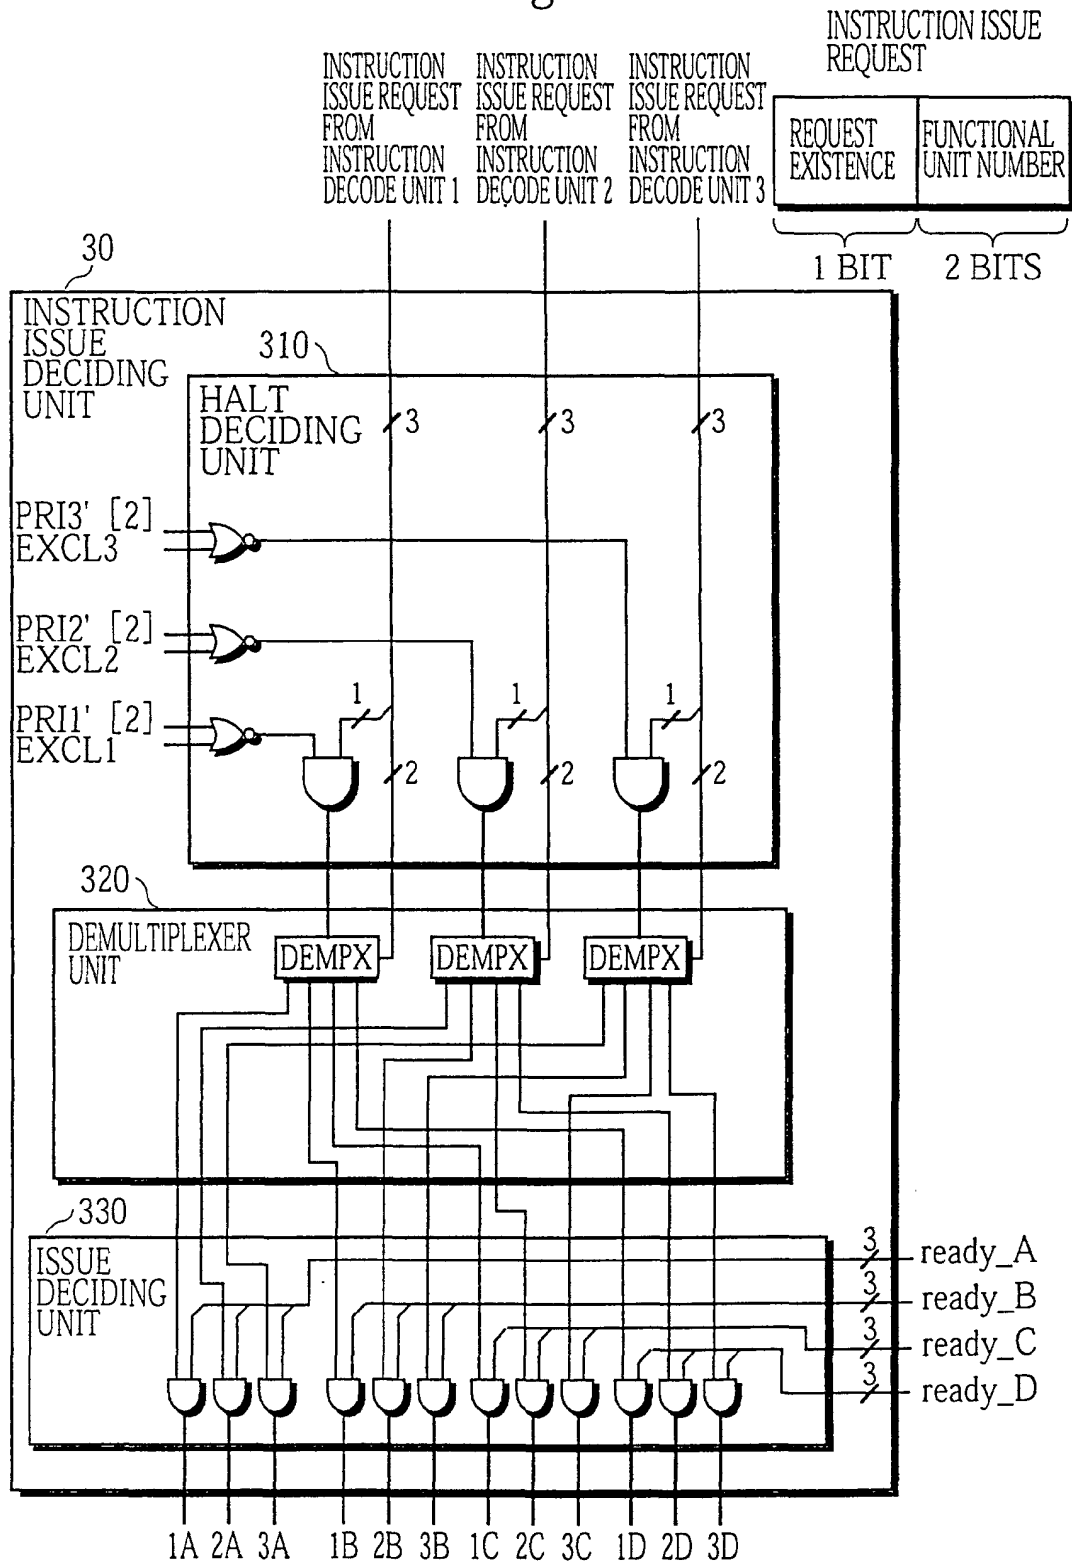 g
INSTRUCTION ISSUE
REQUEST
INSTRUCTION
ISSUE REQUEST
FROM
INSTRUCTION
DECODE UNIT 1
INSTRUCTION
ISSUE REQUEST
FROM
INSTRUCTION
DECODE UNIT 2
INSTRUCTION
ISSUE REQUEST
FROM
INSTRUCTION
DECODE UNIT 3
REQUEST
EXISTENCE
FUNCTIONAL
UNIT NUMBER
1 BIT
2 BITS
30
INSTRUCTION
ISSUE
DECIDING
UNIT
310
HALT
DECIDING
UNIT
3
3
3
PRI3' [2]
EXCL3
PRI2' [2]
EXCL2
PRI1' [2]
EXCL1
1
1
1
2
2
2
320
DEMULTIPLEXER
UNIT
DEMPX
DEMPX
DEMPX
330
ISSUE
DECIDING
UNIT
3
ready_A
3
ready_B
3
ready_C
3
ready_D
1A 2A 3A 1B 2B 3B 1C 2C 3C 1D 2D 3D